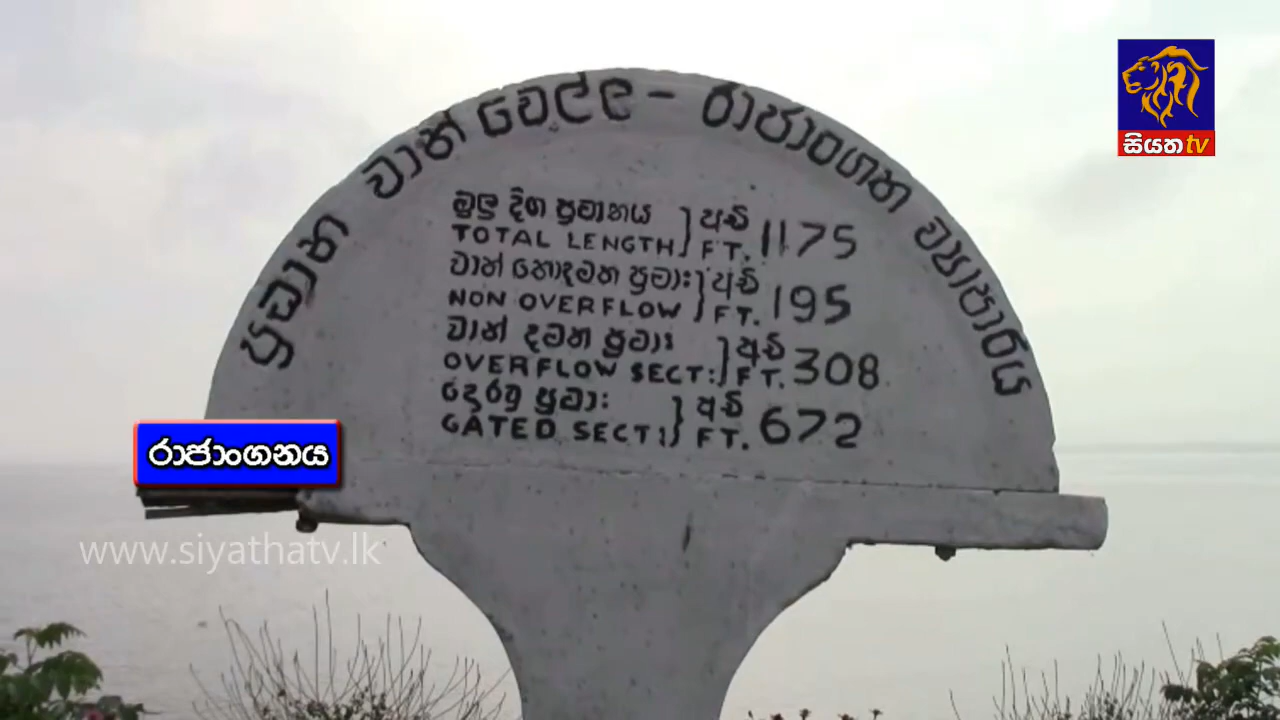 ප්‍රධාන වාන් වෙල්ල - රාජාංගන ව්‍යාපාරය
සියත tv
මුලු දිග ප්‍රමානය } අඩි 1175
TOTAL LENGTH } FT.
වාන් නොදමන ප්‍රමා: } අඩි 195
NON OVERFLOW } FT.
වාන් දමන ප්‍රමා: } අඩි 308
OVERFLOW SECT: } FT.
දොරටු ප්‍රමා: } අඩි 672
GATED SECT: } FT.
රාජාංගනය
www.siyathatv.lk